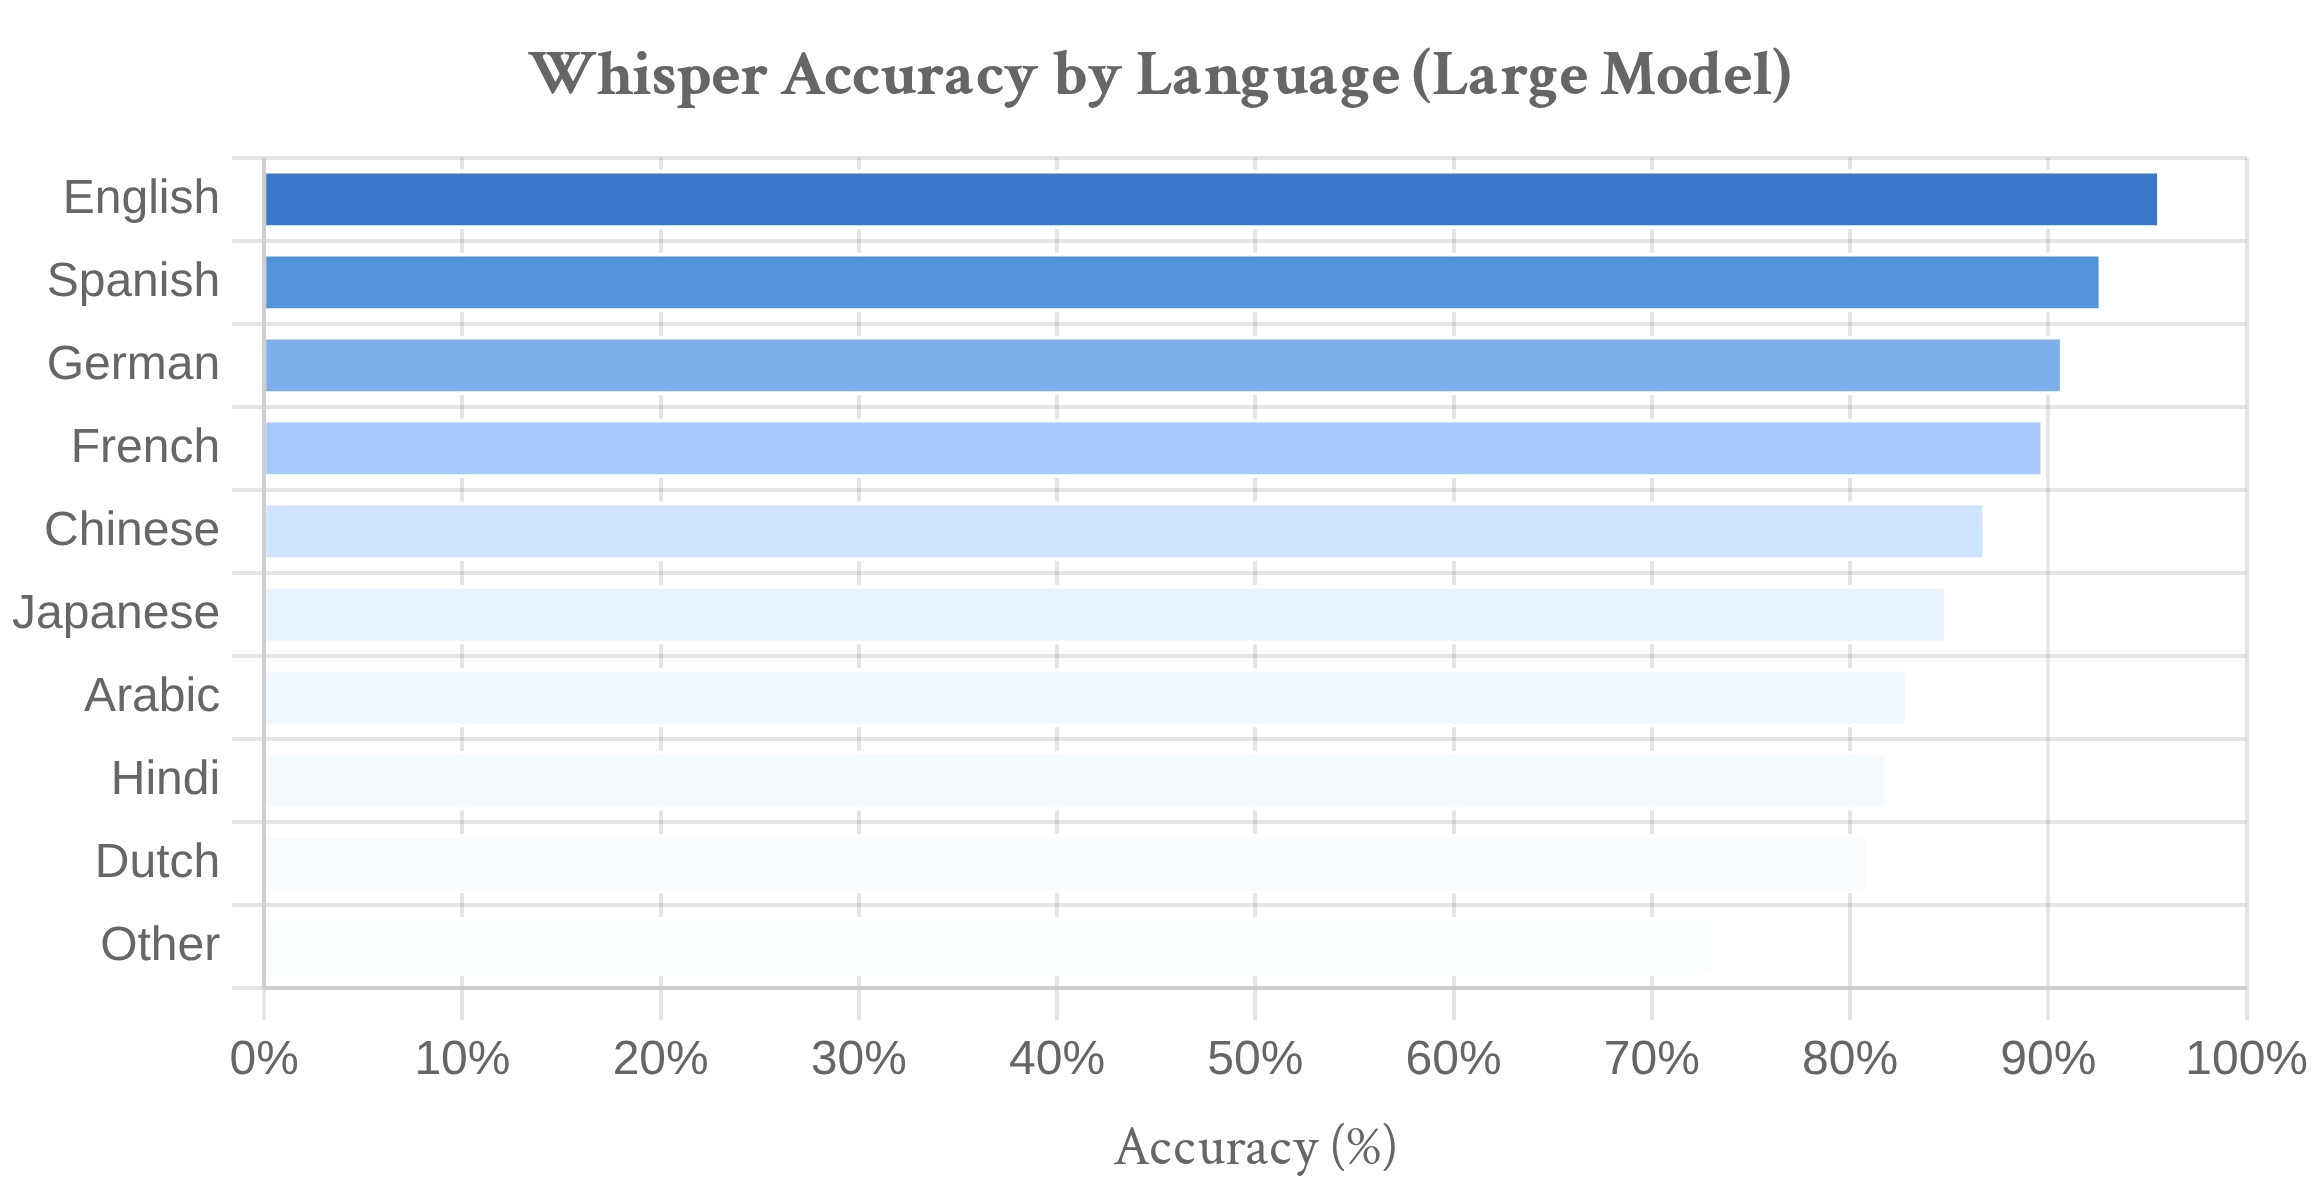 Whisper Accuracy by Language (Large Model)
English
Spanish
German
French
Chinese
Japanese
Arabic
Hindi
Dutch
Other
0% 10% 20% 30% 40% 50% 60% 70% 80% 90% 100%
Accuracy (%)